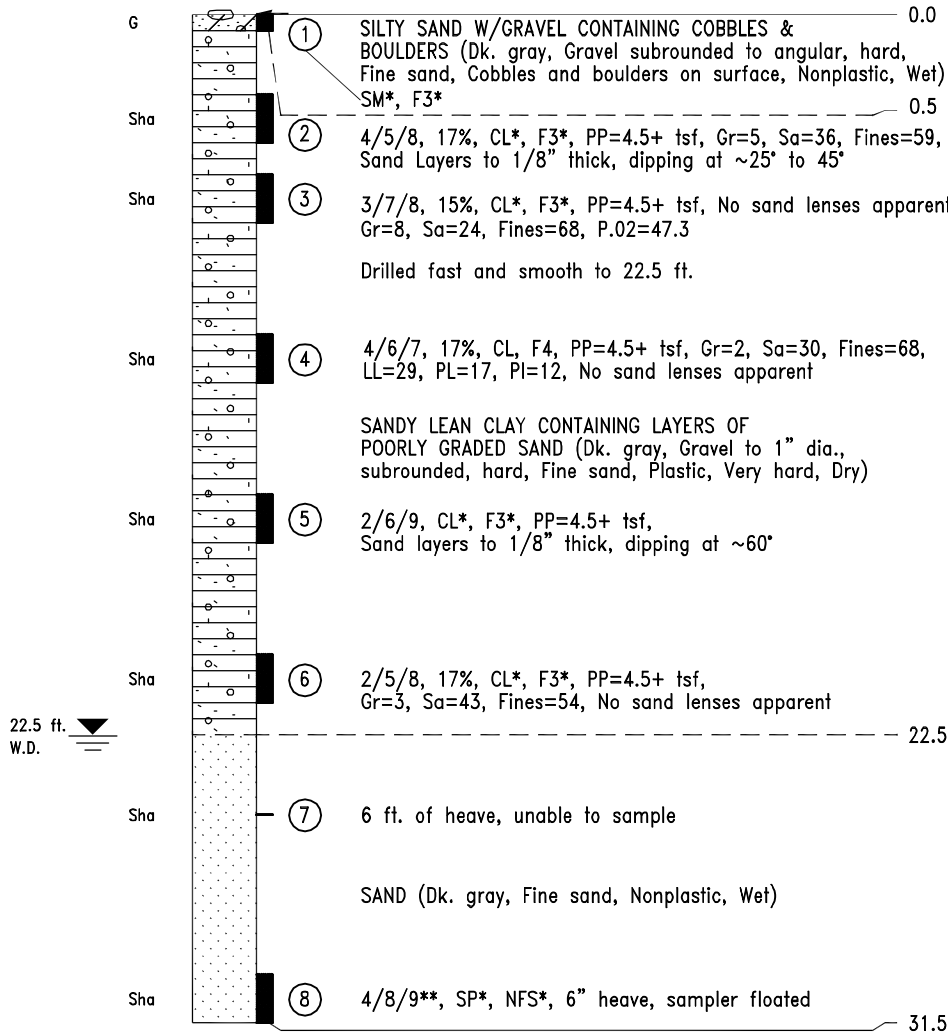 G
1
SILTY SAND W/GRAVEL CONTAINING COBBLES &
BOULDERS (Dk. gray, Gravel subrounded to angular, hard,
Fine sand, Cobbles and boulders on surface, Nonplastic, Wet)
SM*, F3*
0.0
0.5
Sha
2
4/5/8, 17%, CL*, F3*, PP=4.5+ tsf, Gr=5, Sa=36, Fines=59,
Sand Layers to 1/8" thick, dipping at ~25° to 45°
Sha
3
3/7/8, 15%, CL*, F3*, PP=4.5+ tsf, No sand lenses apparent
Gr=8, Sa=24, Fines=68, P.02=47.3
Drilled fast and smooth to 22.5 ft.
Sha
4
4/6/7, 17%, CL, F4, PP=4.5+ tsf, Gr=2, Sa=30, Fines=68,
LL=29, PL=17, PI=12, No sand lenses apparent
SANDY LEAN CLAY CONTAINING LAYERS OF
POORLY GRADED SAND (Dk. gray, Gravel to 1" dia.,
subrounded, hard, Fine sand, Plastic, Very hard, Dry)
Sha
5
2/6/9, CL*, F3*, PP=4.5+ tsf,
Sand layers to 1/8" thick, dipping at ~60°
Sha
6
2/5/8, 17%, CL*, F3*, PP=4.5+ tsf,
Gr=3, Sa=43, Fines=54, No sand lenses apparent
22.5 ft.
W.D.
22.5
Sha
7
6 ft. of heave, unable to sample
SAND (Dk. gray, Fine sand, Nonplastic, Wet)
Sha
8
4/8/9**, SP*, NFS*, 6" heave, sampler floated
31.5